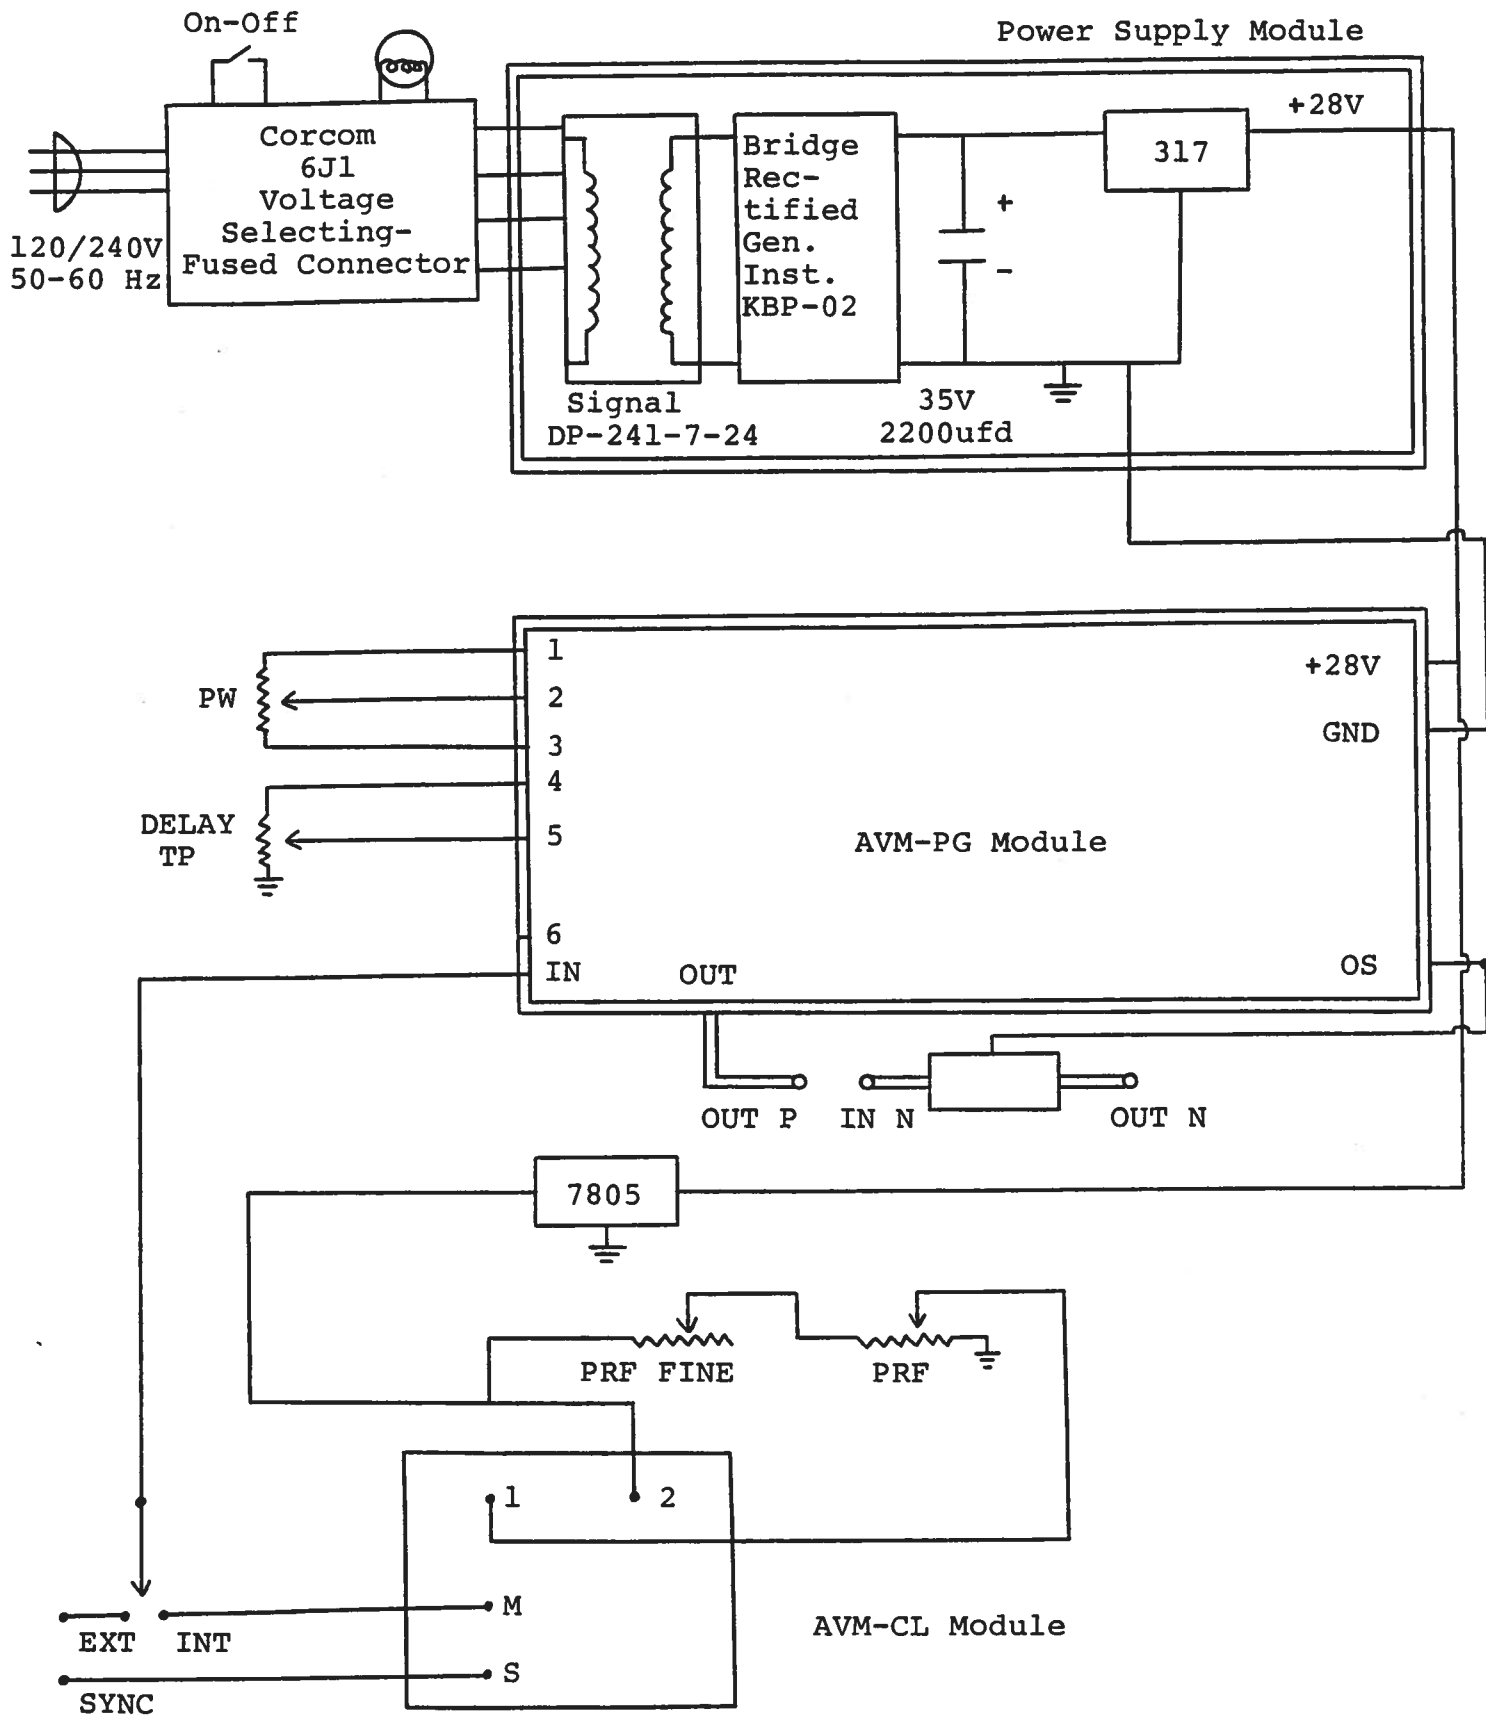 On-Off
Power Supply Module
+28V
Corcom
6J1
Voltage
Selecting-
Fused Connector
120/240V
50-60 Hz
Bridge
Rec-
tified
Gen.
Inst.
KBP-02
317
+
-
Signal
DP-241-7-24
35V
2200ufd
1
2
3
4
5
6
IN
PW
DELAY
TP
+28V
GND
AVM-PG Module
OS
OUT
OUT P
IN N
OUT N
7805
PRF FINE
PRF
1
2
M
S
AVM-CL Module
EXT
INT
SYNC